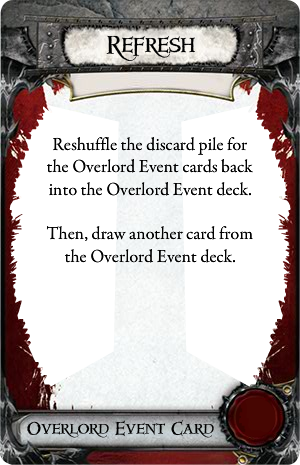 Refresh
Reshuffle the discard pile for
the Overlord Event cards back
into the Overlord Event deck.
Then, draw another card from
the Overlord Event deck.
Overlord Event Card